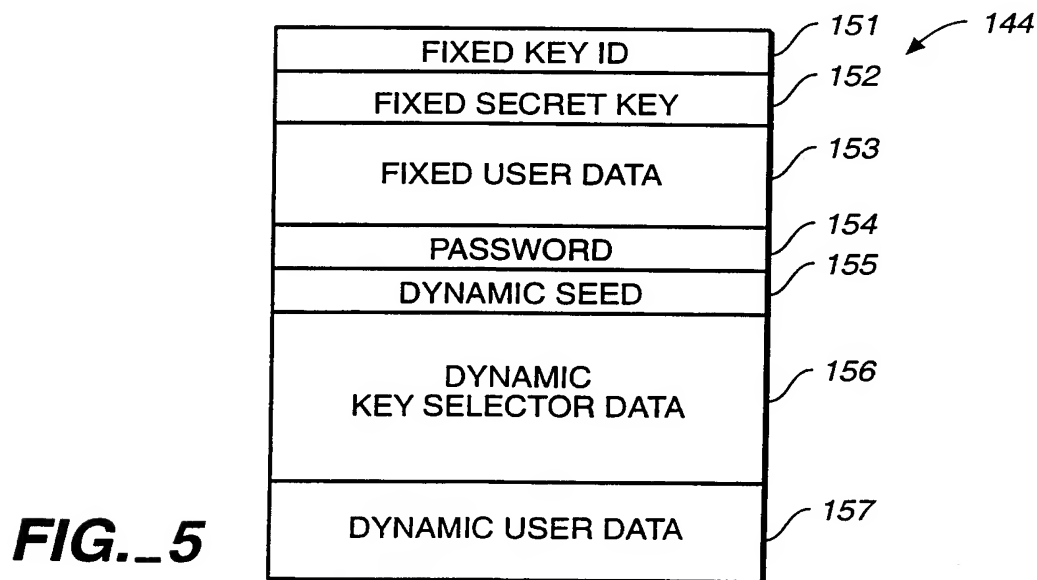 151
144
FIXED KEY ID
152
FIXED SECRET KEY
153
FIXED USER DATA
154
PASSWORD
155
DYNAMIC SEED
156
DYNAMIC
KEY SELECTOR DATA
157
DYNAMIC USER DATA
FIG._5